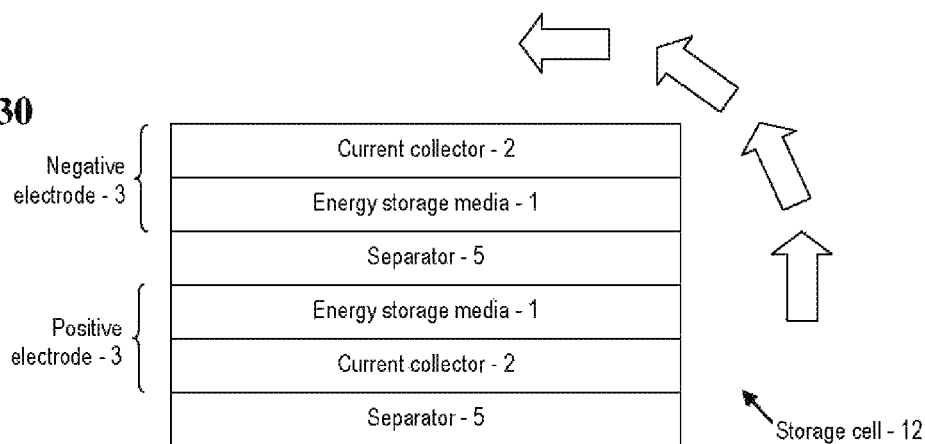 30
Negative
electrode - 3
Current collector - 2
Energy storage media - 1
Separator - 5
Positive
electrode - 3
Energy storage media - 1
Current collector - 2
Separator - 5
Storage cell - 12